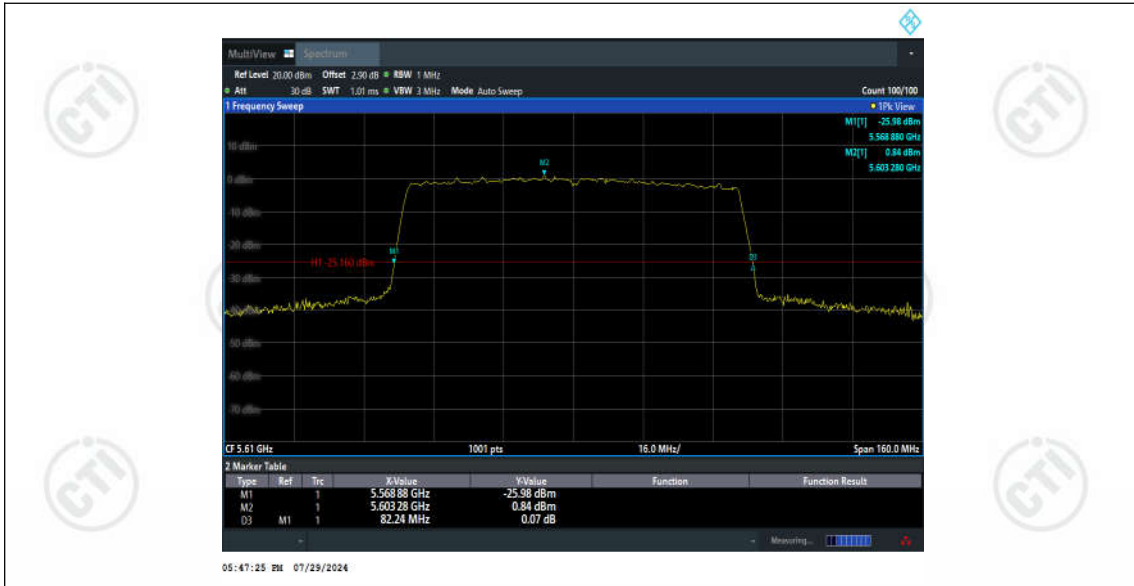 MultiView Spectrum
Ref Level 20.00 dBm Offset 2.90 dB RBW 1 MHz
Att 30 dB SWT 1.01 ms VBW 3 MHz Mode Auto Sweep Count 100/100
1 Frequency Sweep 1Pk View
M1[1] -25.98 dBm
5.568 880 GHz
M2[1] 0.84 dBm
5.603 280 GHz
10 dBm
M2
0 dBm
-10 dBm
-20 dBm
M1
D3
H1 -25.160 dBm
-30 dBm
-40 dBm
-50 dBm
-60 dBm
-70 dBm
CF 5.61 GHz 1001 pts 16.0 MHz/ Span 160.0 MHz
2 Marker Table
Type Ref Trc X-Value Y-Value Function Function Result
M1 1 5.568 88 GHz -25.98 dBm
M2 1 5.603 28 GHz 0.84 dBm
D3 M1 1 82.24 MHz 0.07 dB
Measuring...
05:47:25 PM 07/29/2024
CTI
CTI
CTI
CTI